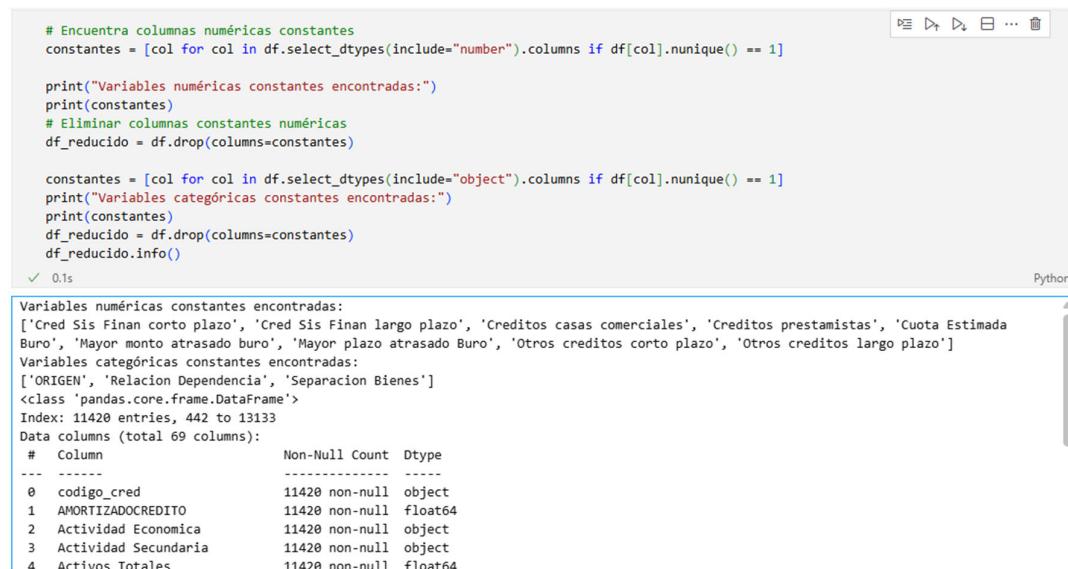 # Encuentra columnas numéricas constantes
constantes = [col for col in df.select_dtypes(include="number").columns if df[col].nunique() == 1]
print("Variables numéricas constantes encontradas:")
print(constantes)
# Eliminar columnas constantes numéricas
df_reducido = df.drop(columns=constantes)
constantes = [col for col in df.select_dtypes(include="object").columns if df[col].nunique() == 1]
print("Variables categóricas constantes encontradas:")
print(constantes)
df_reducido = df.drop(columns=constantes)
df_reducido.info()
0.1s
Python
Variables numéricas constantes encontradas:
['Cred Sis Finan corto plazo', 'Cred Sis Finan largo plazo', 'Creditos casas comerciales', 'Creditos prestamistas', 'Cuota Estimada
Buro', 'Mayor monto atrasado buro', 'Mayor plazo atrasado Buro', 'Otros creditos corto plazo', 'Otros creditos largo plazo']
Variables categóricas constantes encontradas:
['ORIGEN', 'Relacion Dependencia', 'Separacion Bienes']
<class 'pandas.core.frame.DataFrame'>
Index: 11420 entries, 442 to 13133
Data columns (total 69 columns):
# Column Non-Null Count Dtype
--- ------ -------------- -----
0 codigo_cred 11420 non-null object
1 AMORTIZADOCREDITO 11420 non-null float64
2 Actividad Economica 11420 non-null object
3 Actividad Secundaria 11420 non-null object
4 Activos Totales 11420 non-null float64